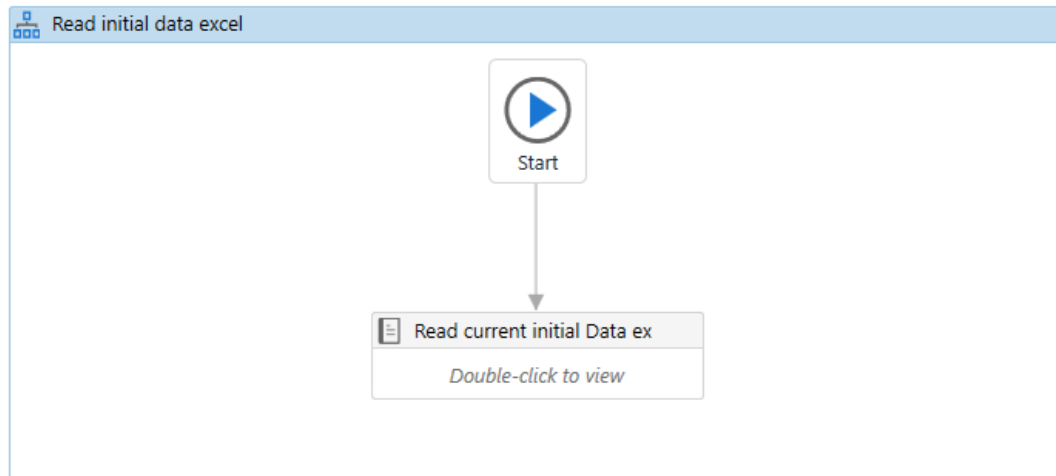 Read initial data excel
Start
Read current initial Data ex
Double-click to view